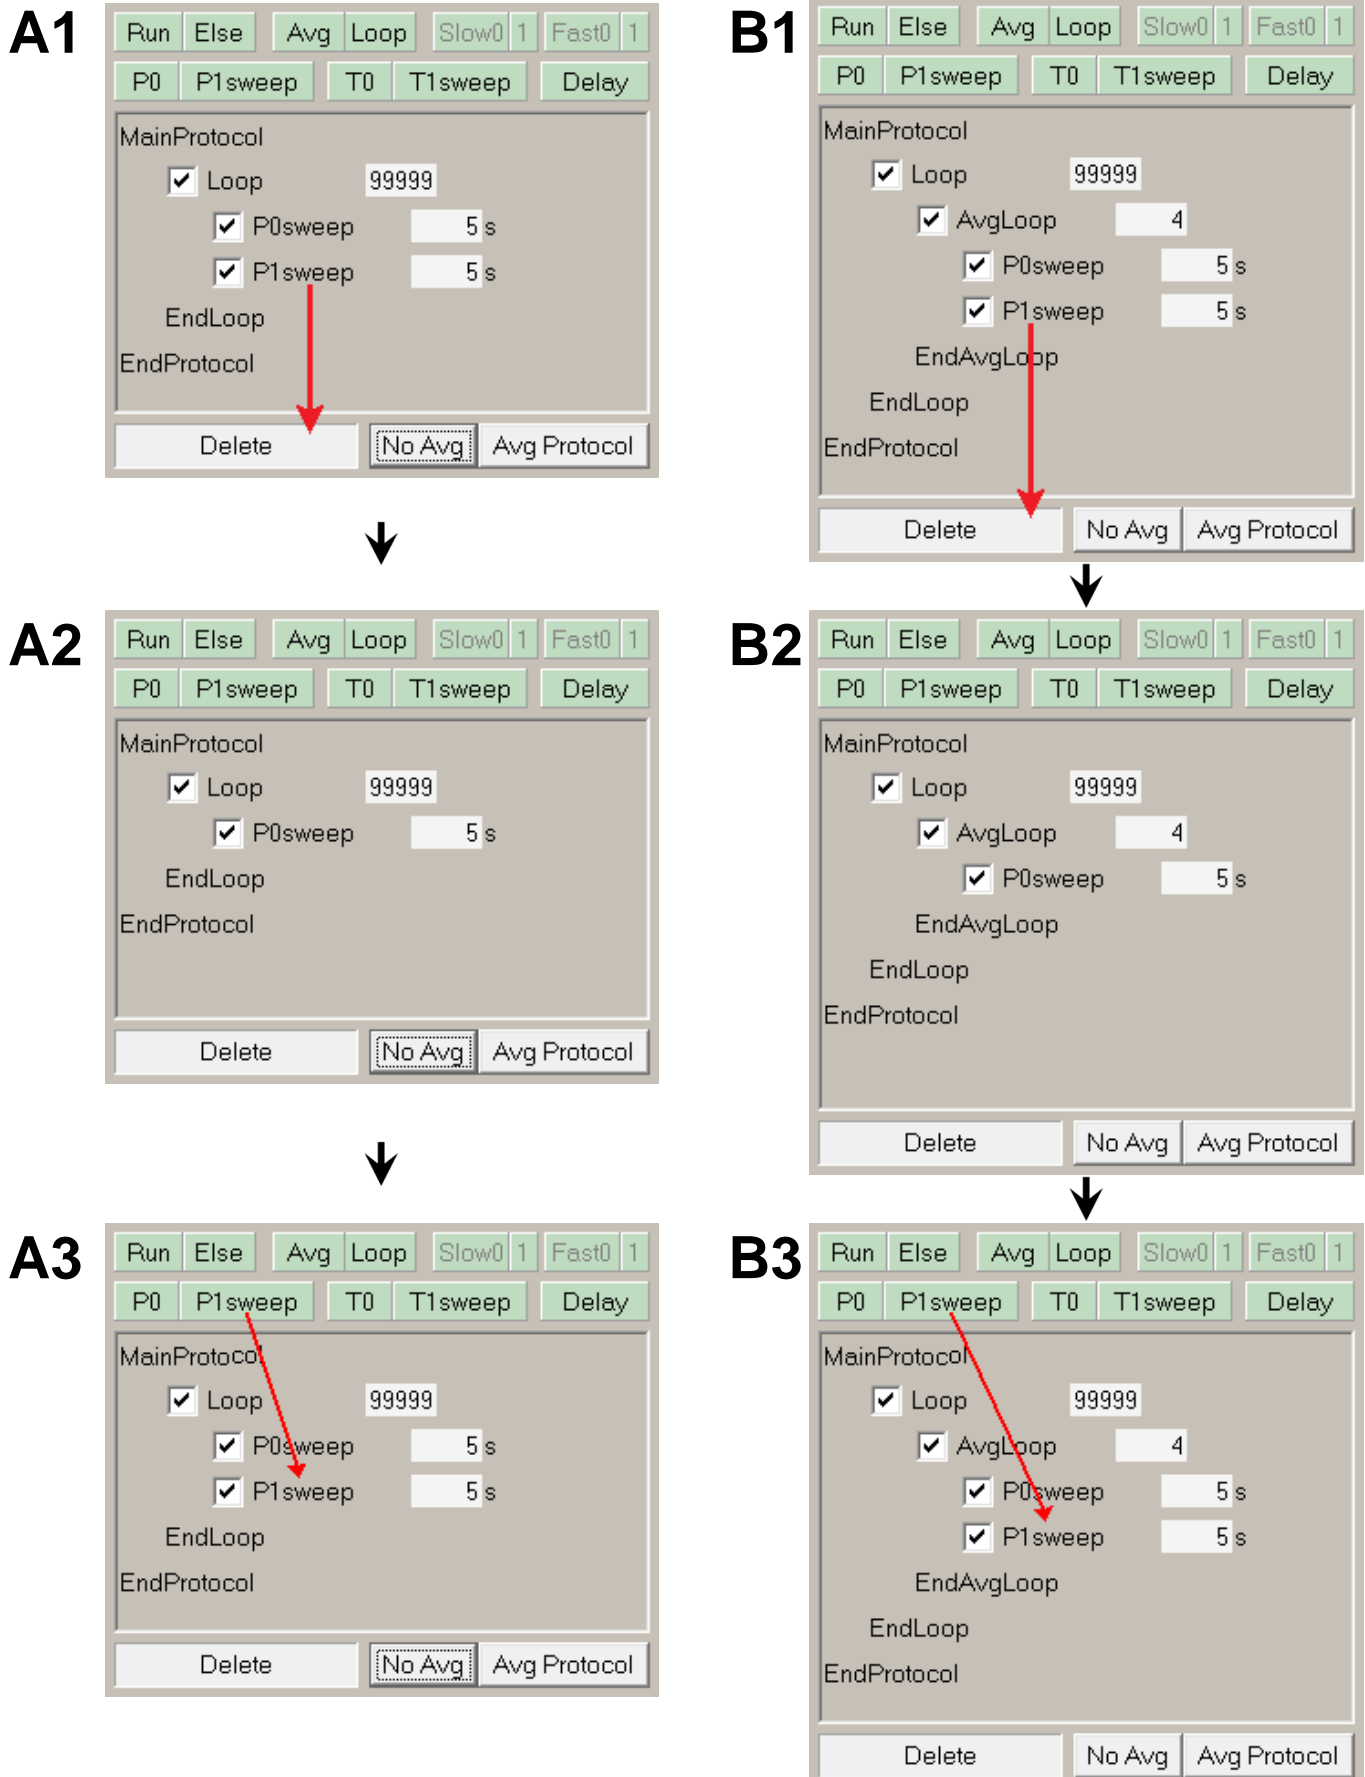 A1
Run Else Avg Loop Slow0 1 Fast0 1
P0 P1sweep T0 T1sweep Delay
MainProtocol
Loop 99999
P0sweep 5 s
P1sweep 5 s
EndLoop
EndProtocol
Delete No Avg Avg Protocol
B1
Run Else Avg Loop Slow0 1 Fast0 1
P0 P1sweep T0 T1sweep Delay
MainProtocol
Loop 99999
AvgLoop 4
P0sweep 5 s
P1sweep 5 s
EndAvgLoop
EndLoop
EndProtocol
Delete No Avg Avg Protocol
A2
Run Else Avg Loop Slow0 1 Fast0 1
P0 P1sweep T0 T1sweep Delay
MainProtocol
Loop 99999
P0sweep 5 s
EndLoop
EndProtocol
Delete No Avg Avg Protocol
B2
Run Else Avg Loop Slow0 1 Fast0 1
P0 P1sweep T0 T1sweep Delay
MainProtocol
Loop 99999
AvgLoop 4
P0sweep 5 s
EndAvgLoop
EndLoop
EndProtocol
Delete No Avg Avg Protocol
A3
Run Else Avg Loop Slow0 1 Fast0 1
P0 P1sweep T0 T1sweep Delay
MainProtocol
Loop 99999
P0sweep 5 s
P1sweep 5 s
EndLoop
EndProtocol
Delete No Avg Avg Protocol
B3
Run Else Avg Loop Slow0 1 Fast0 1
P0 P1sweep T0 T1sweep Delay
MainProtocol
Loop 99999
AvgLoop 4
P0sweep 5 s
P1sweep 5 s
EndAvgLoop
EndLoop
EndProtocol
Delete No Avg Avg Protocol